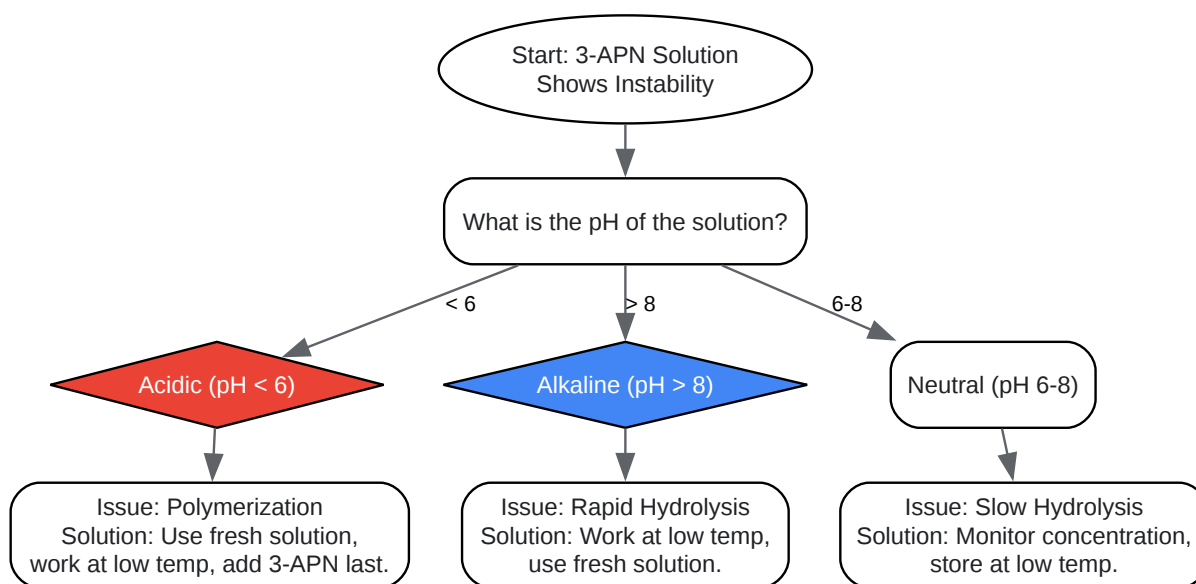 Start: 3-APN Solution
Shows Instability
What is the pH of the solution?
< 6
> 8
6-8
Acidic (pH < 6)
Alkaline (pH > 8)
Neutral (pH 6-8)
Issue: Polymerization
Solution: Use fresh solution,
work at low temp, add 3-APN last.
Issue: Rapid Hydrolysis
Solution: Work at low temp,
use fresh solution.
Issue: Slow Hydrolysis
Solution: Monitor concentration,
store at low temp.